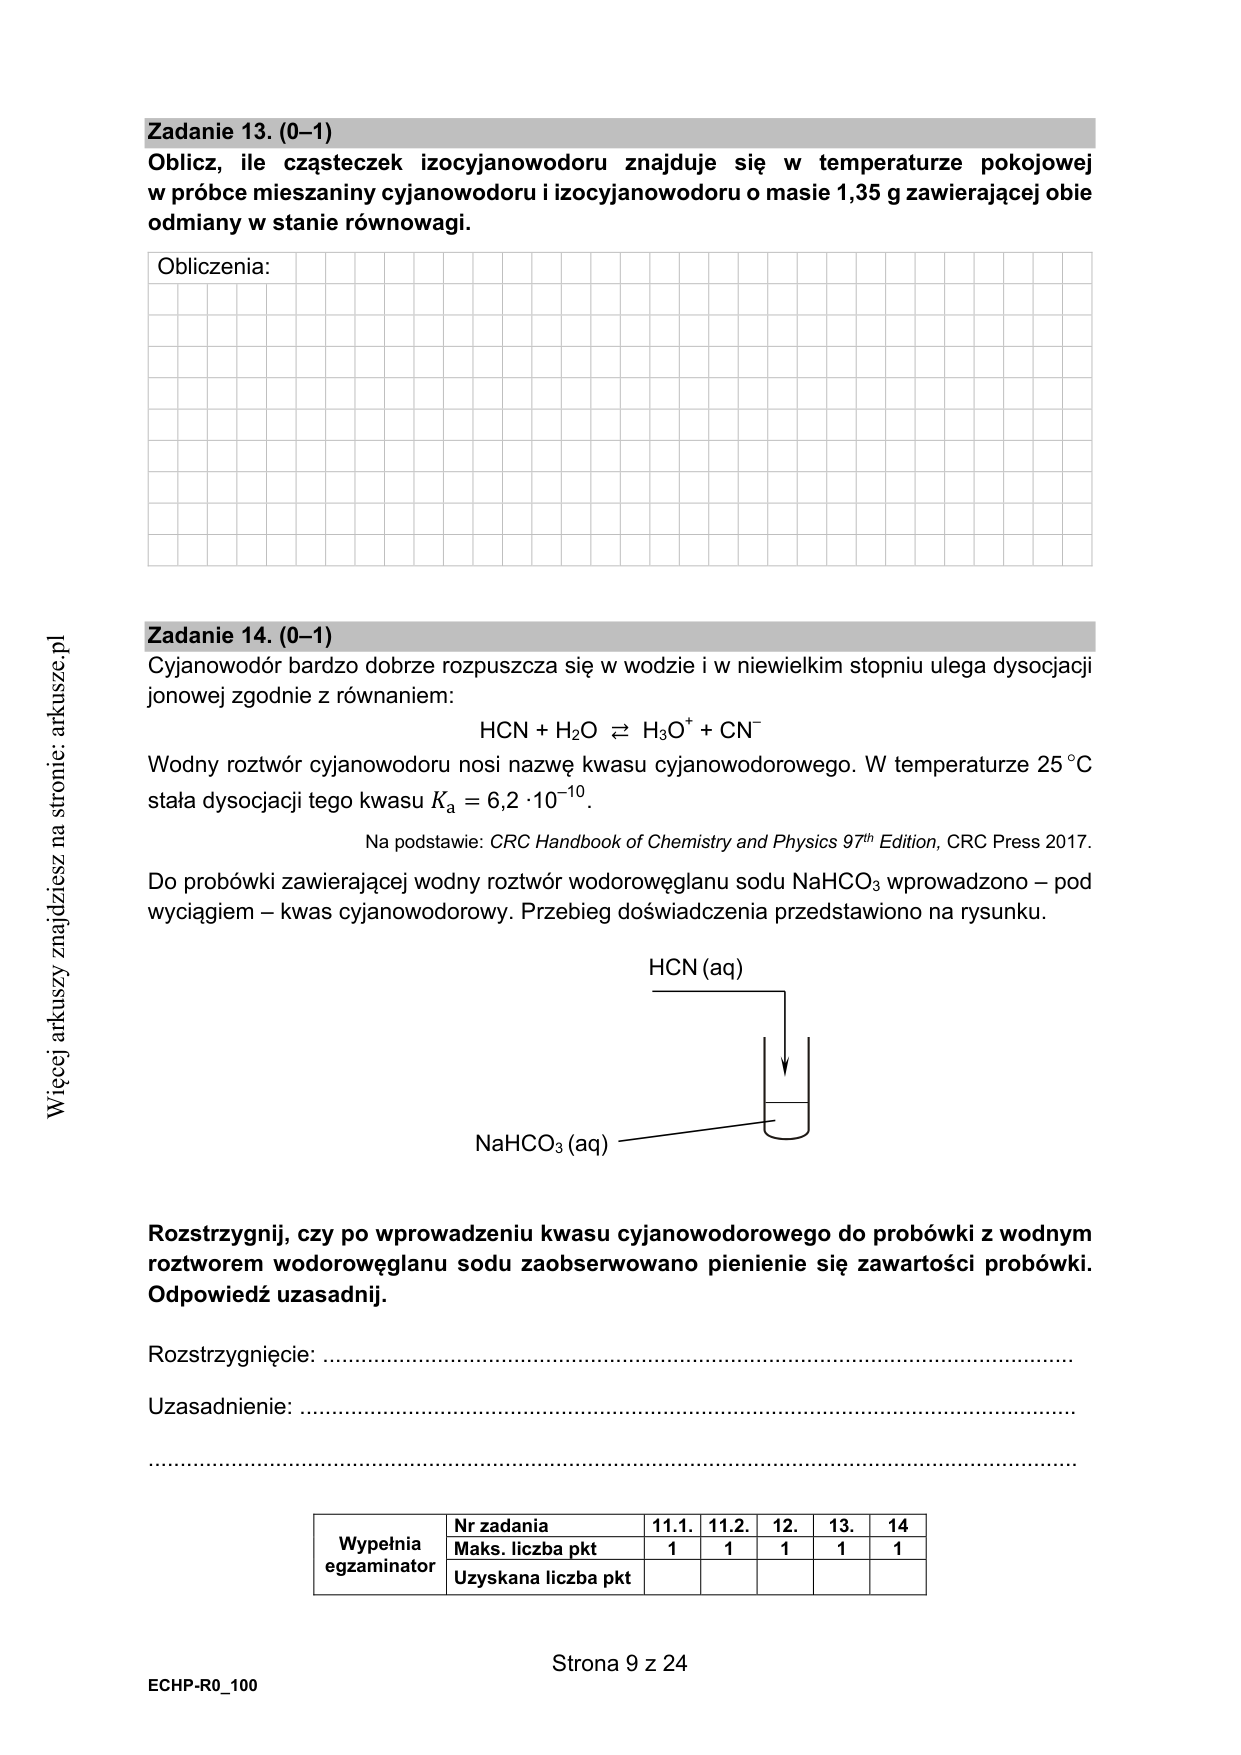 Zadanie 13. (0–1)
Oblicz, ile cząsteczek izocyjanowodoru znajduje się w temperaturze pokojowej
w próbce mieszaniny cyjanowodoru i izocyjanowodoru o masie 1,35 g zawierającej obie
odmiany w stanie równowagi.
Obliczenia:
Zadanie 14. (0–1)
Cyjanowodór bardzo dobrze rozpuszcza się w wodzie i w niewielkim stopniu ulega dysocjacji
jonowej zgodnie z równaniem:
HCN + H₂O ⇄ H₃O⁺ + CN⁻
Wodny roztwór cyjanowodoru nosi nazwę kwasu cyjanowodorowego. W temperaturze 25 °C
stała dysocjacji tego kwasu Kₐ = 6,2 ·10⁻¹⁰.
Na podstawie: CRC Handbook of Chemistry and Physics 97th Edition, CRC Press 2017.
Do probówki zawierającej wodny roztwór wodorowęglanu sodu NaHCO₃ wprowadzono – pod
wyciągiem – kwas cyjanowodorowy. Przebieg doświadczenia przedstawiono na rysunku.
HCN (aq)
NaHCO₃ (aq)
Rozstrzygnij, czy po wprowadzeniu kwasu cyjanowodorowego do probówki z wodnym
roztworem wodorowęglanu sodu zaobserwowano pienienie się zawartości probówki.
Odpowiedź uzasadnij.
Rozstrzygnięcie: ....................................................................................................................
Uzasadnienie: ........................................................................................................................
................................................................................................................................................
Wypełnia egzaminator
Nr zadania 11.1. 11.2. 12. 13. 14
Maks. liczba pkt 1 1 1 1 1
Uzyskana liczba pkt
Strona 9 z 24
ECHP-R0_100
Więcej arkuszy znajdziesz na stronie: arkusze.pl